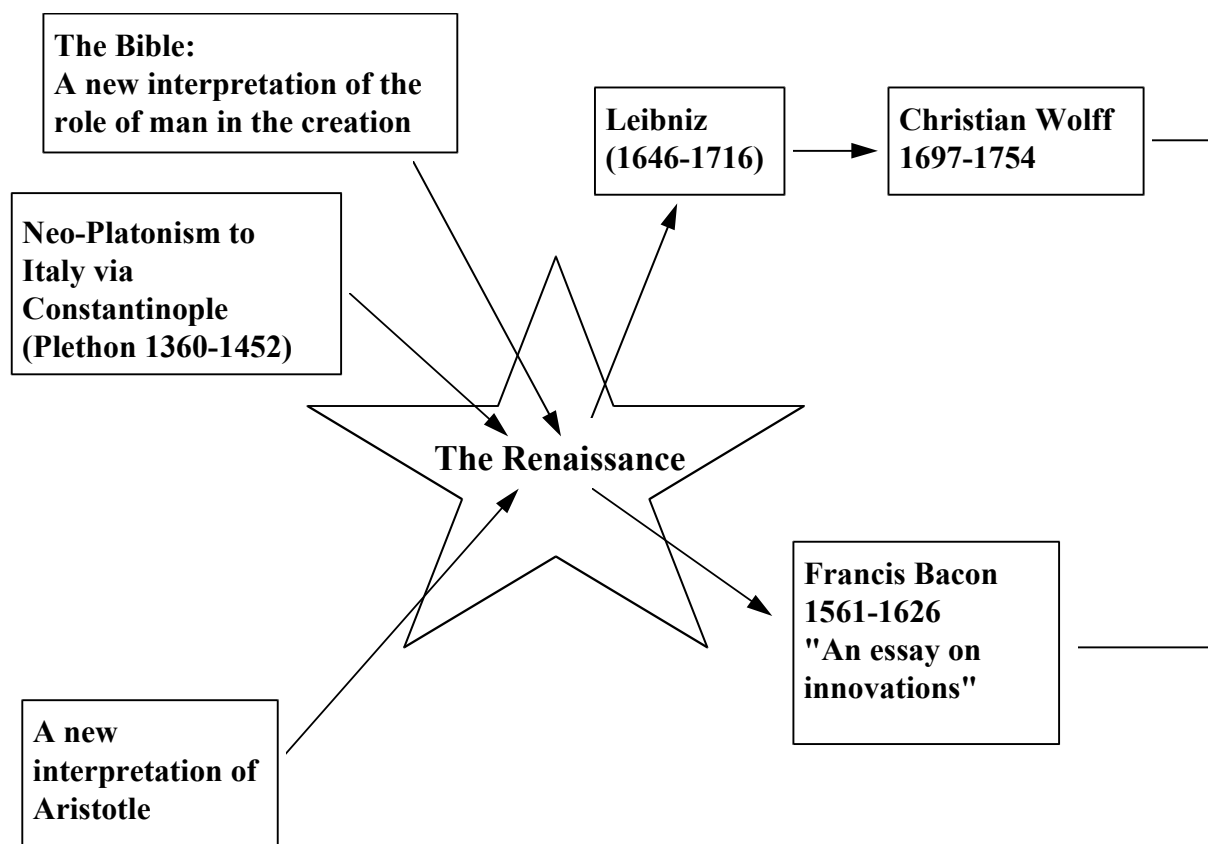 The Bible:
A new interpretation of the
role of man in the creation
Leibniz
(1646-1716)
Christian Wolff
1697-1754
Neo-Platonism to
Italy via
Constantinople
(Plethon 1360-1452)
The Renaissance
Francis Bacon
1561-1626
"An essay on
innovations"
A new
interpretation of
Aristotle